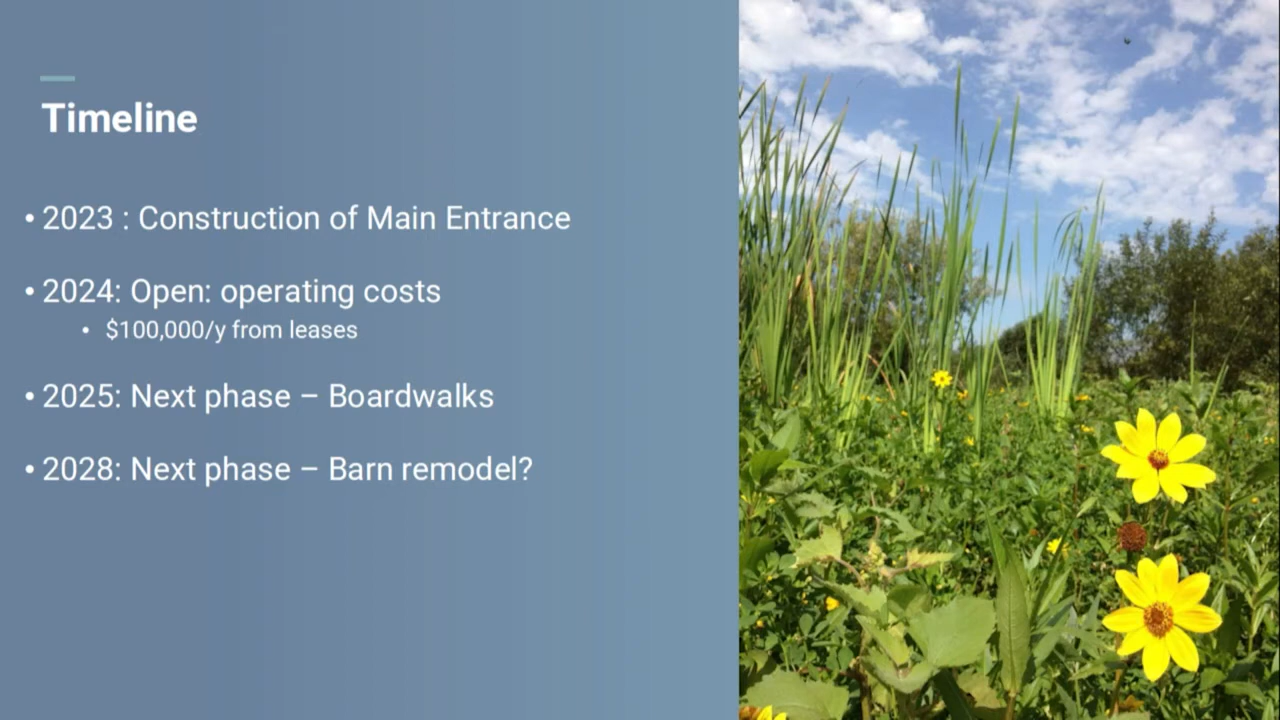 Timeline
• 2023 : Construction of Main Entrance
• 2024: Open: operating costs
• $100,000/y from leases
• 2025: Next phase – Boardwalks
• 2028: Next phase – Barn remodel?